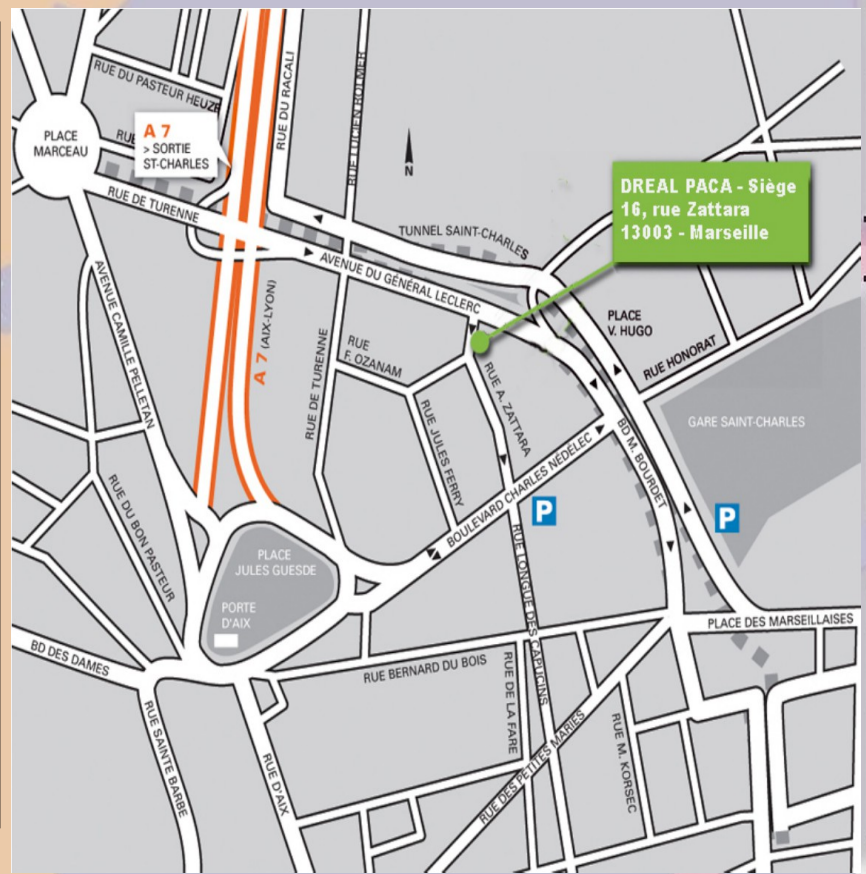 RUE DU PASTEUR HEUZE
PLACE
MARCEAU
A 7
> SORTIE
ST-CHARLES
RUE DE TURENNE
RUE DU RACALI
RUE LUCIEN ROLMER
N
TUNNEL SAINT-CHARLES
DREAL PACA - Siège
16, rue Zattara
13003 - Marseille
AVENUE DU GÉNÉRAL LECLERC
AVENUE CAMILLE PELLETAN
A 7 (AIX-LYON)
RUE DE TURENNE
RUE
F. OZANAM
RUE A. ZATTARA
PLACE
V. HUGO
RUE HONORAT
RUE JULES FERRY
BD M. BOURDET
GARE SAINT-CHARLES
RUE DU BON PASTEUR
BOULEVARD CHARLES NÉDÉLEC
P
P
PLACE
JULES GUESDE
PORTE
D'AIX
RUE LONGUE DES CAPUCINS
PLACE DES MARSEILLAISES
BD DES DAMES
RUE BERNARD DU BOIS
RUE DE LA FARE
RUE SAINTE BARBE
RUE D'AIX
RUE DES PETITES MARIES
RUE M. KORSEC